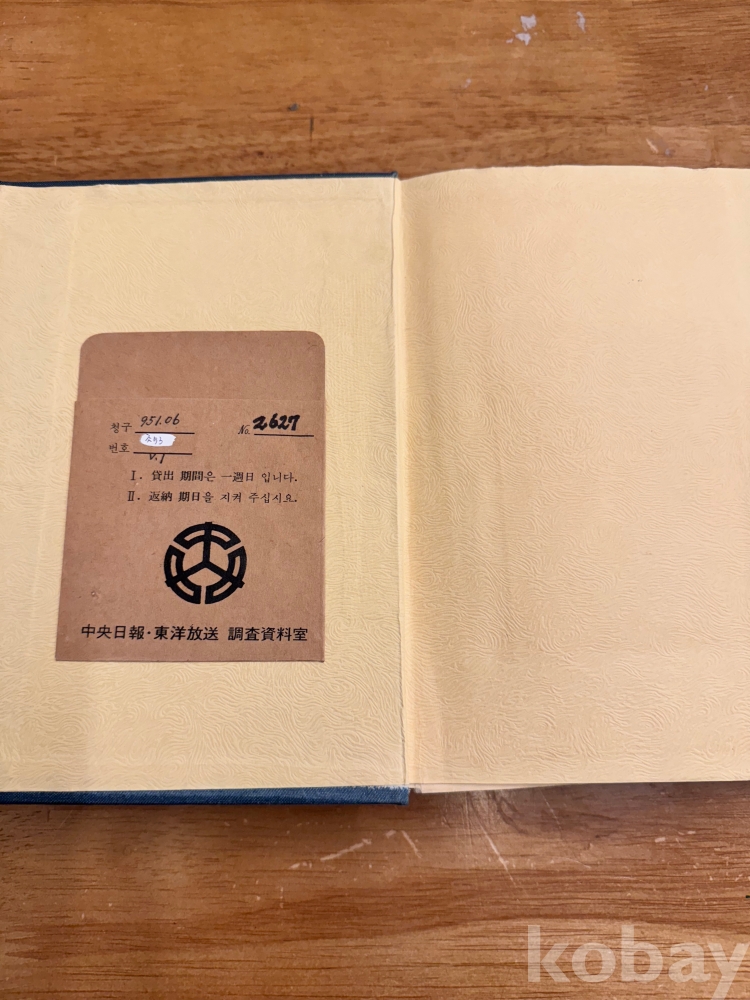 청구 951.06 No. 2627
번호
v.1
I. 貸出 期間은 一週日 입니다.
II. 返納 期日을 지켜 주십시요.
中央日報·東洋放送 調査資料室
kobay